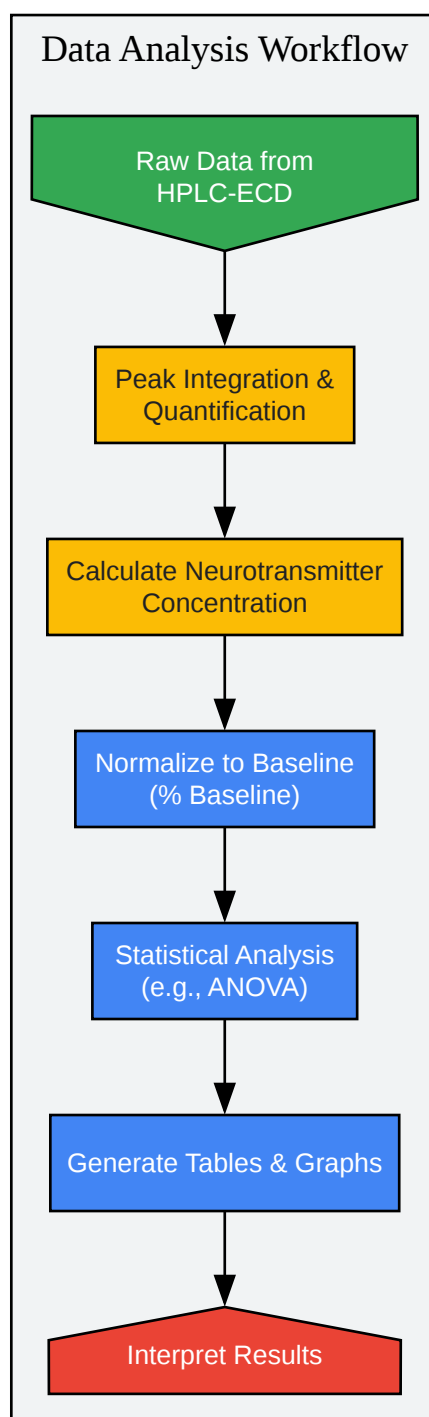 Data Analysis Workflow
Raw Data from
HPLC-ECD
Peak Integration &
Quantification
Calculate Neurotransmitter
Concentration
Normalize to Baseline
(% Baseline)
Statistical Analysis
(e.g., ANOVA)
Generate Tables & Graphs
Interpret Results